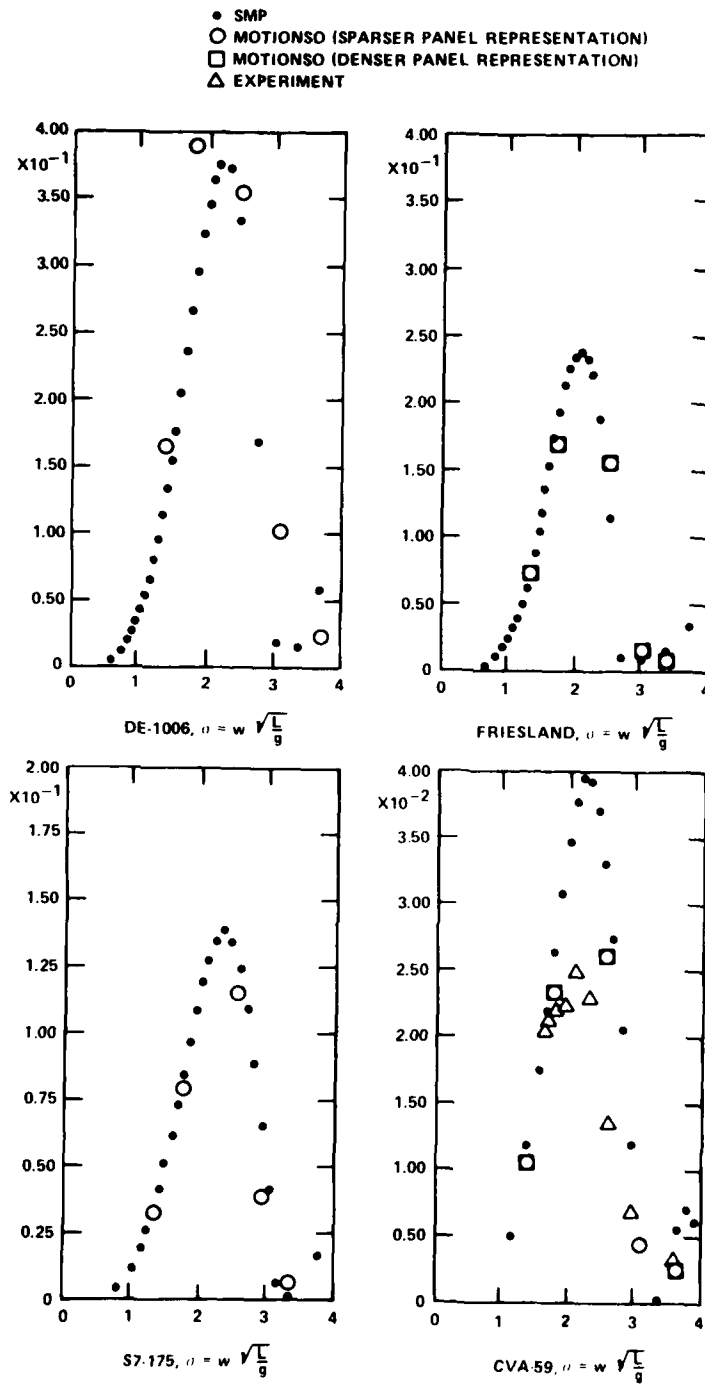 ● SMP
○ MOTIONSO (SPARSER PANEL REPRESENTATION)
□ MOTIONSO (DENSER PANEL REPRESENTATION)
△ EXPERIMENT
4.00
X10⁻¹
3.50
3.00
2.50
2.00
1.50
1.00
0.50
0
0 1 2 3 4
DE-1006, σ = w √L/g
4.00
X10⁻¹
3.50
3.00
2.50
2.00
1.50
1.00
0.50
0
0 1 2 3 4
FRIESLAND, σ = w √L/g
2.00
X10⁻¹
1.75
1.50
1.25
1.00
0.75
0.50
0.25
0
0 1 2 3 4
S7-175, σ = w √L/g
4.00
X10⁻²
3.50
3.00
2.50
2.00
1.50
1.00
0.50
0
0 1 2 3 4
CVA-59, σ = w √L/g